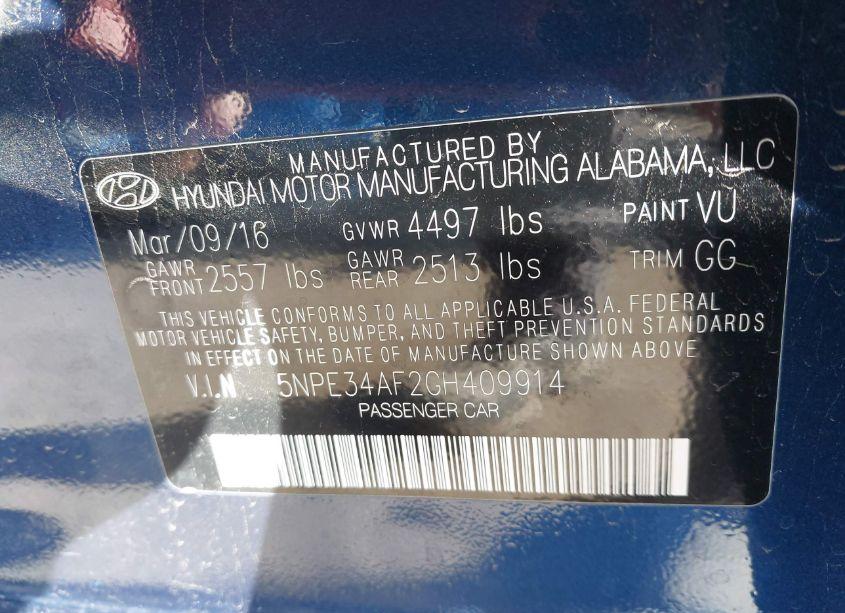 MANUFACTURED BY
HYUNDAI MOTOR MANUFACTURING ALABAMA, LLC
Mar/09/16 GVWR 4497 lbs PAINT VU
GAWR FRONT 2557 lbs GAWR REAR 2513 lbs TRIM GG
THIS VEHICLE CONFORMS TO ALL APPLICABLE U.S.A. FEDERAL
MOTOR VEHICLE SAFETY, BUMPER, AND THEFT PREVENTION STANDARDS
IN EFFECT ON THE DATE OF MANUFACTURE SHOWN ABOVE
V.I.N 5NPE34AF2GH409914
PASSENGER CAR